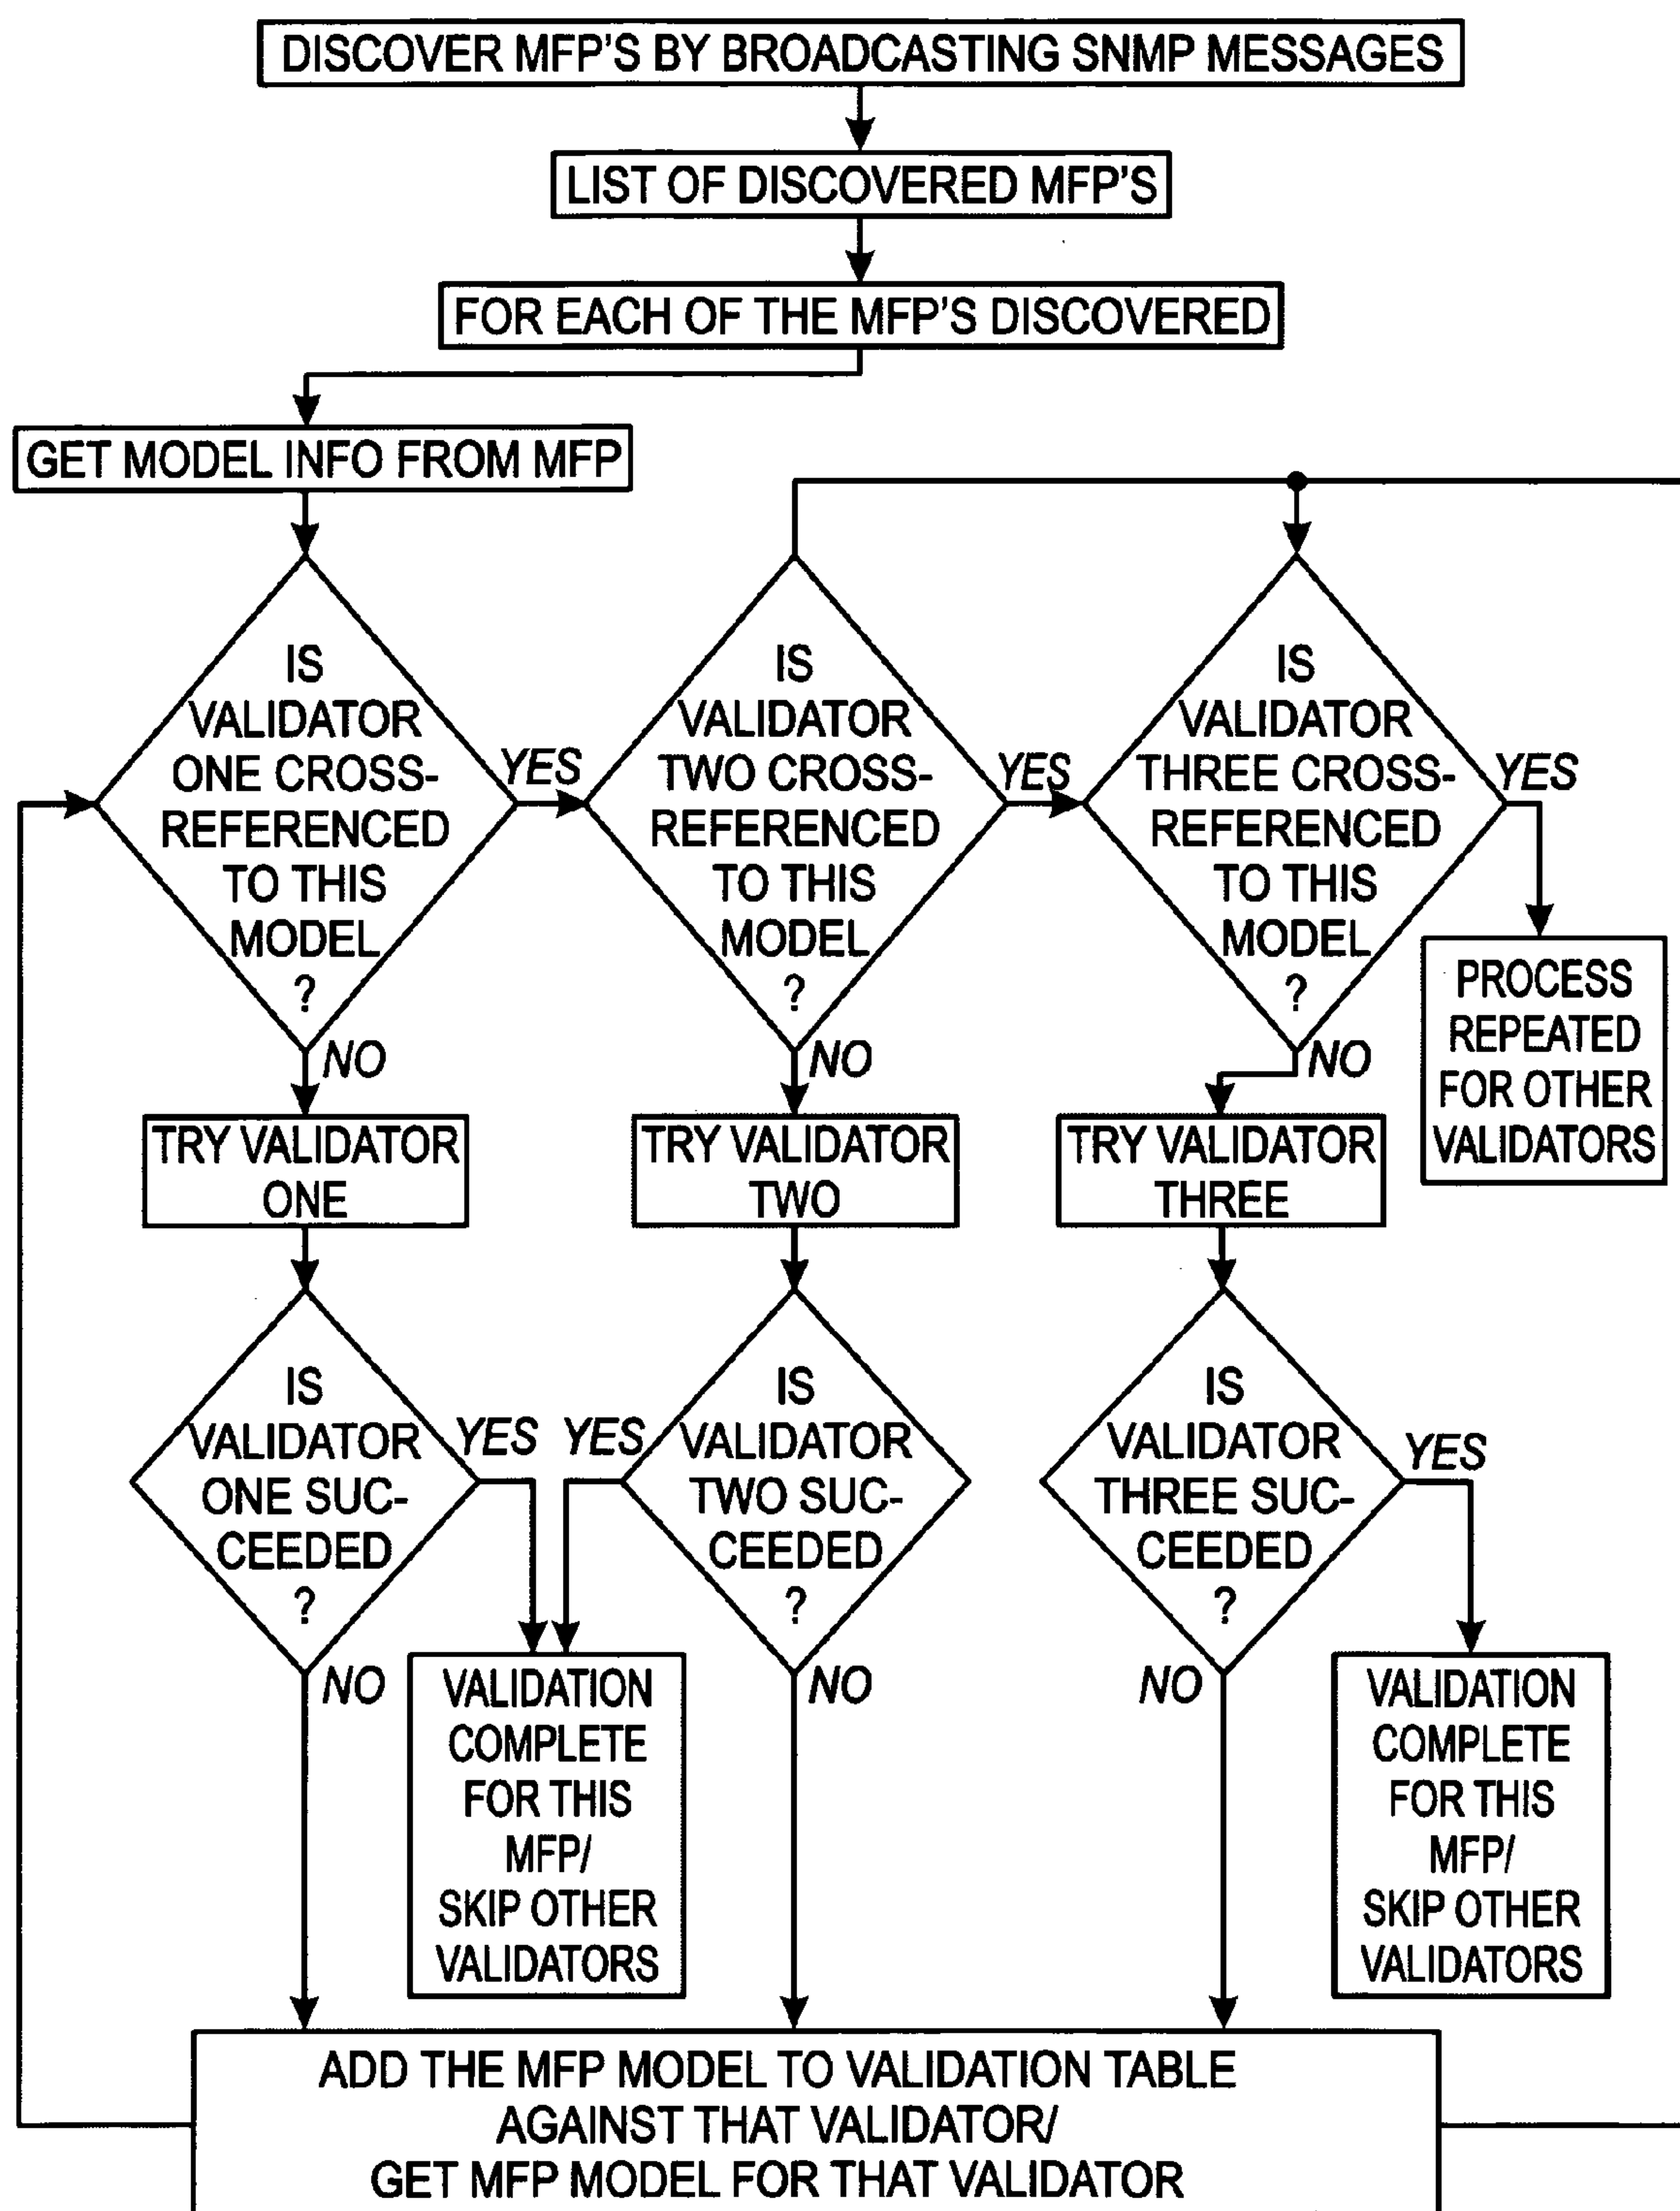 DISCOVER MFP'S BY BROADCASTING SNMP MESSAGES
LIST OF DISCOVERED MFP'S
FOR EACH OF THE MFP'S DISCOVERED
GET MODEL INFO FROM MFP
IS
VALIDATOR
ONE CROSS-
REFERENCED
TO THIS
MODEL
?
YES
NO
IS
VALIDATOR
TWO CROSS-
REFERENCED
TO THIS
MODEL
?
YES
NO
IS
VALIDATOR
THREE CROSS-
REFERENCED
TO THIS
MODEL
?
YES
NO
PROCESS
REPEATED
FOR OTHER
VALIDATORS
TRY VALIDATOR
ONE
TRY VALIDATOR
TWO
TRY VALIDATOR
THREE
IS
VALIDATOR
ONE SUC-
CEEDED
?
YES
NO
IS
VALIDATOR
TWO SUC-
CEEDED
?
YES
NO
IS
VALIDATOR
THREE SUC-
CEEDED
?
YES
NO
VALIDATION
COMPLETE
FOR THIS
MFP/
SKIP OTHER
VALIDATORS
VALIDATION
COMPLETE
FOR THIS
MFP/
SKIP OTHER
VALIDATORS
ADD THE MFP MODEL TO VALIDATION TABLE
AGAINST THAT VALIDATOR/
GET MFP MODEL FOR THAT VALIDATOR